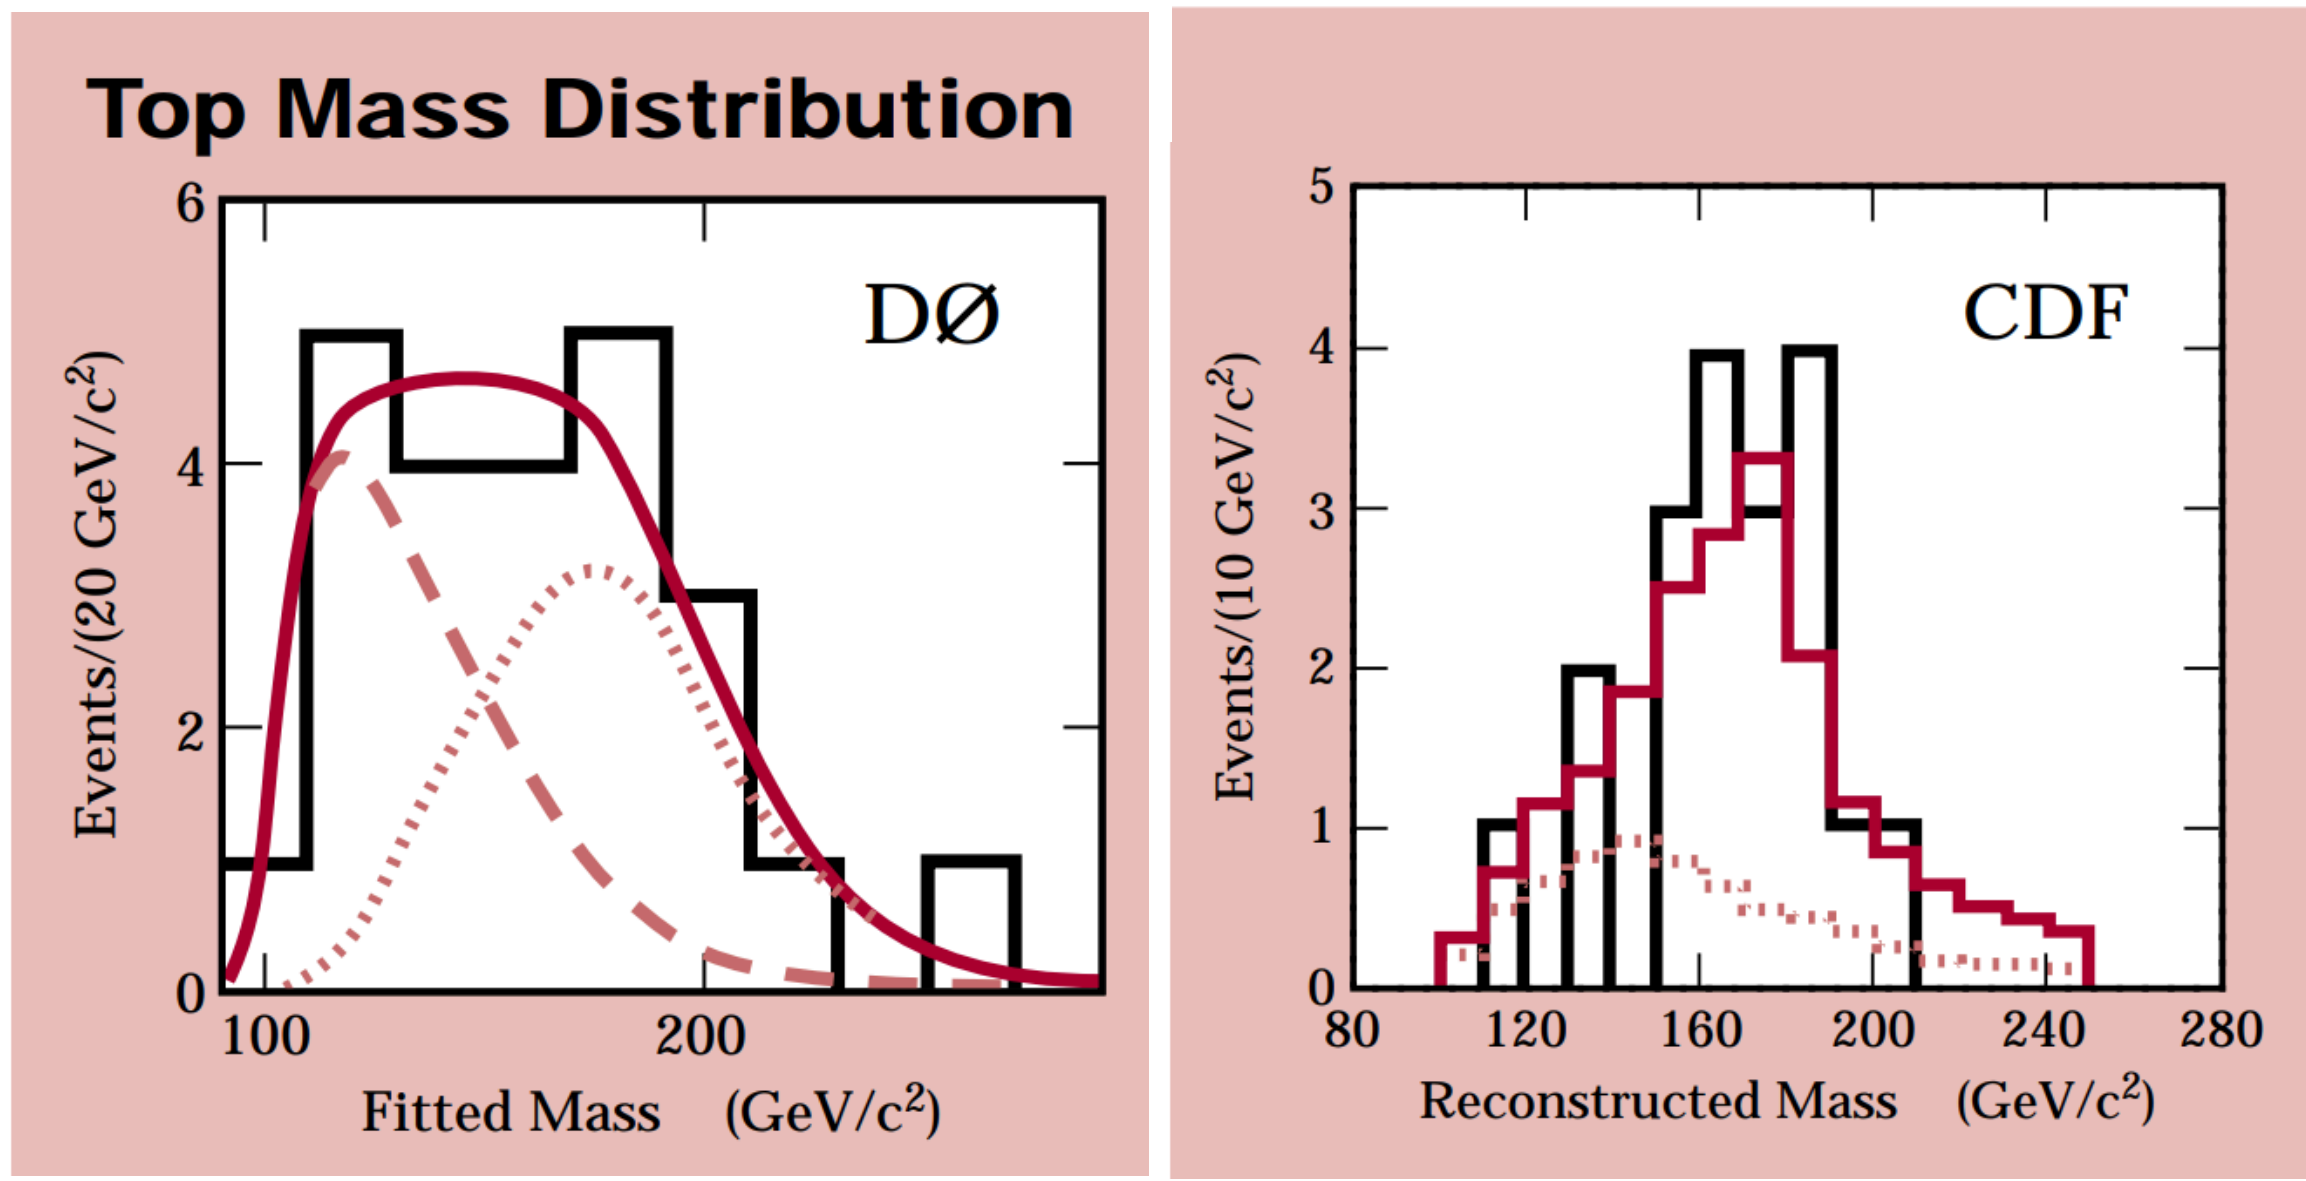 Top Mass Distribution
DØ
Events/(20 GeV/c²)
6
4
2
0
100 200
Fitted Mass (GeV/c²)
CDF
Events/(10 GeV/c²)
5
4
3
2
1
0
80 120 160 200 240 280
Reconstructed Mass (GeV/c²)